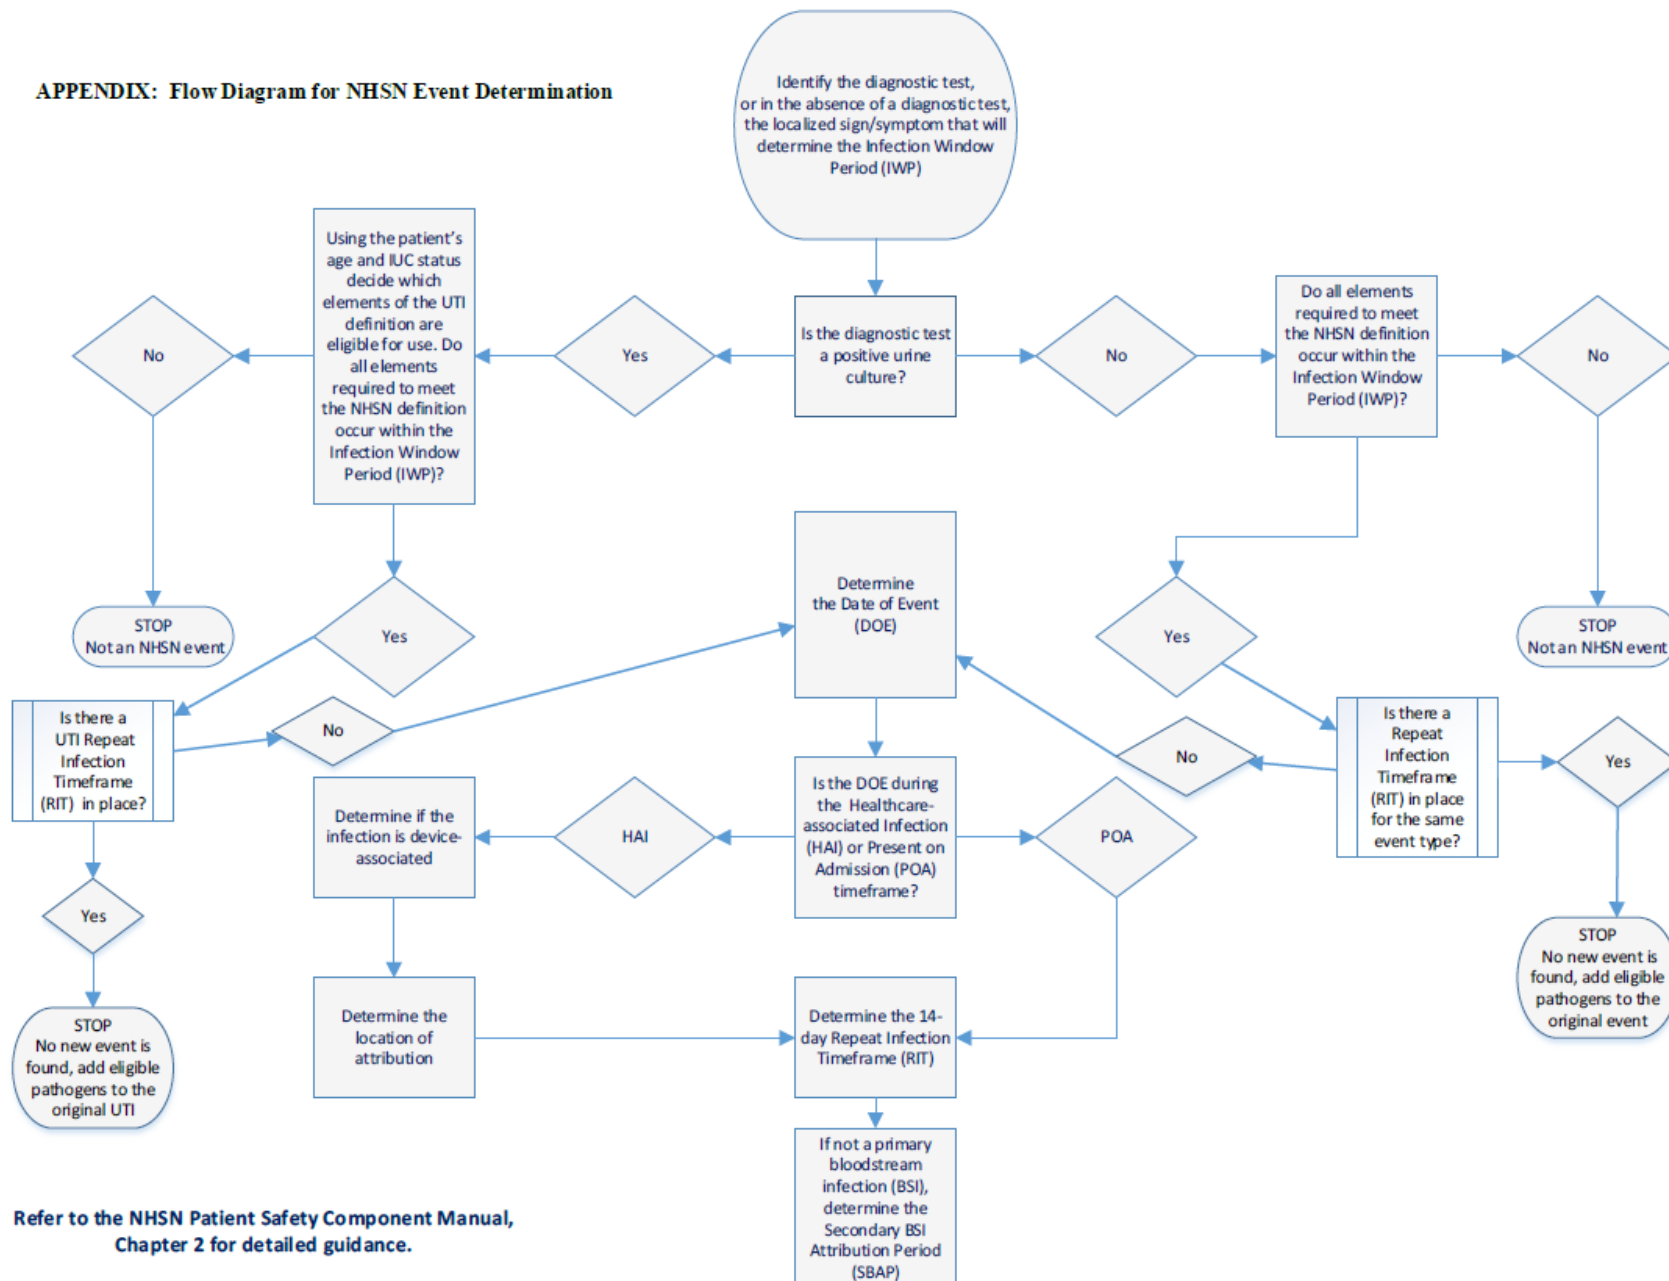 APPENDIX: Flow Diagram for NHSN Event Determination
Identify the diagnostic test,
or in the absence of a diagnostic test,
the localized sign/symptom that will
determine the Infection Window
Period (IWP)
Using the patient's
age and IUC status
decide which
elements of the UTI
definition are
eligible for use. Do
all elements
required to meet
the NHSN definition
occur within the
Infection Window
Period (IWP)?
No
Yes
Is the diagnostic test
a positive urine
culture?
No
Do all elements
required to meet
the NHSN definition
occur within the
Infection Window
Period (IWP)?
No
STOP
Not an NHSN event
Yes
Determine
the Date of Event
(DOE)
Yes
STOP
Not an NHSN event
Is there a
UTI Repeat
Infection
Timeframe
(RIT) in place?
No
No
Is there a
Repeat
Infection
Timeframe
(RIT) in place
for the same
event type?
Yes
Determine if the
infection is device-
associated
HAI
Is the DOE during
the Healthcare-
associated Infection
(HAI) or Present on
Admission (POA)
timeframe?
POA
Yes
STOP
No new event is
found, add eligible
pathogens to the
original UTI
Determine the
location of
attribution
Determine the 14-
day Repeat Infection
Timeframe (RIT)
STOP
No new event is
found, add eligible
pathogens to the
original event
If not a primary
bloodstream
infection (BSI),
determine the
Secondary BSI
Attribution Period
(SBAP)
Refer to the NHSN Patient Safety Component Manual,
Chapter 2 for detailed guidance.